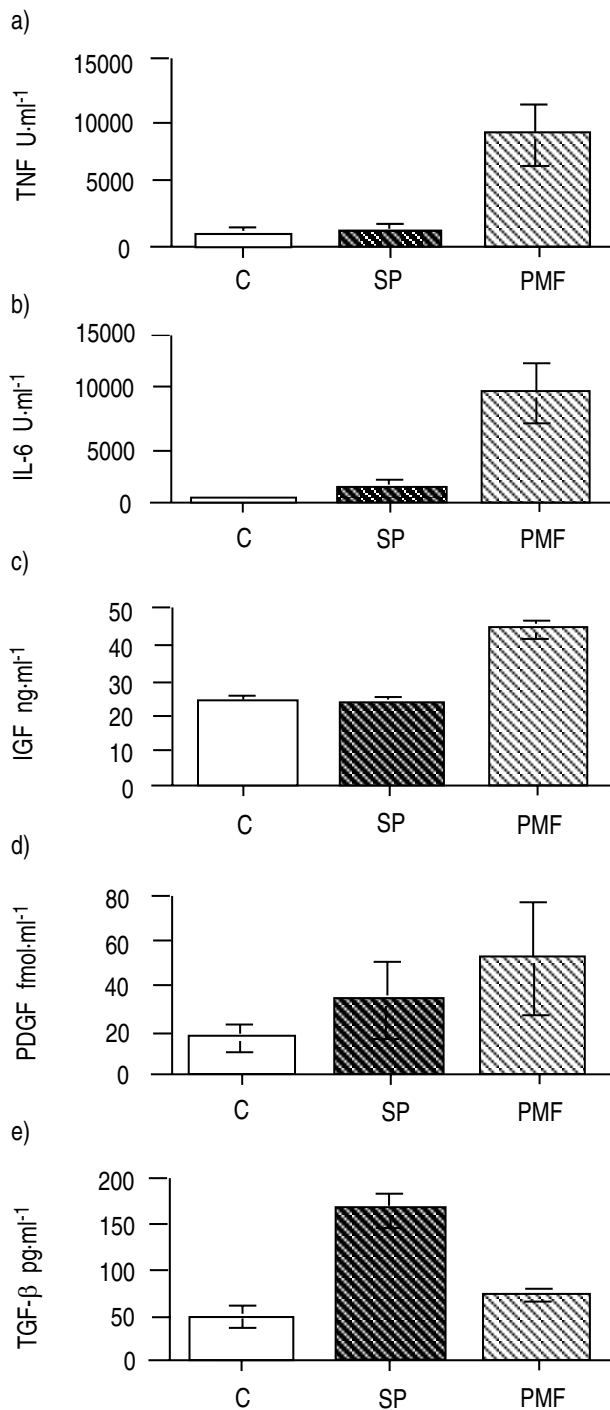 a)
TNF U·ml⁻¹
15000
10000
5000
0
C SP PMF
b)
IL-6 U·ml⁻¹
15000
10000
5000
0
C SP PMF
c)
IGF ng·ml⁻¹
50
40
30
20
10
0
C SP PMF
d)
PDGF fmol·ml⁻¹
80
60
40
20
0
C SP PMF
e)
TGF-β pg·ml⁻¹
200
150
100
50
0
C SP PMF